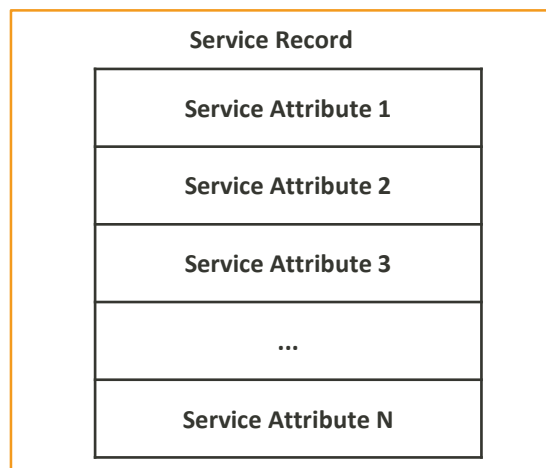 Service Record
Service Attribute 1
Service Attribute 2
Service Attribute 3
...
Service Attribute N